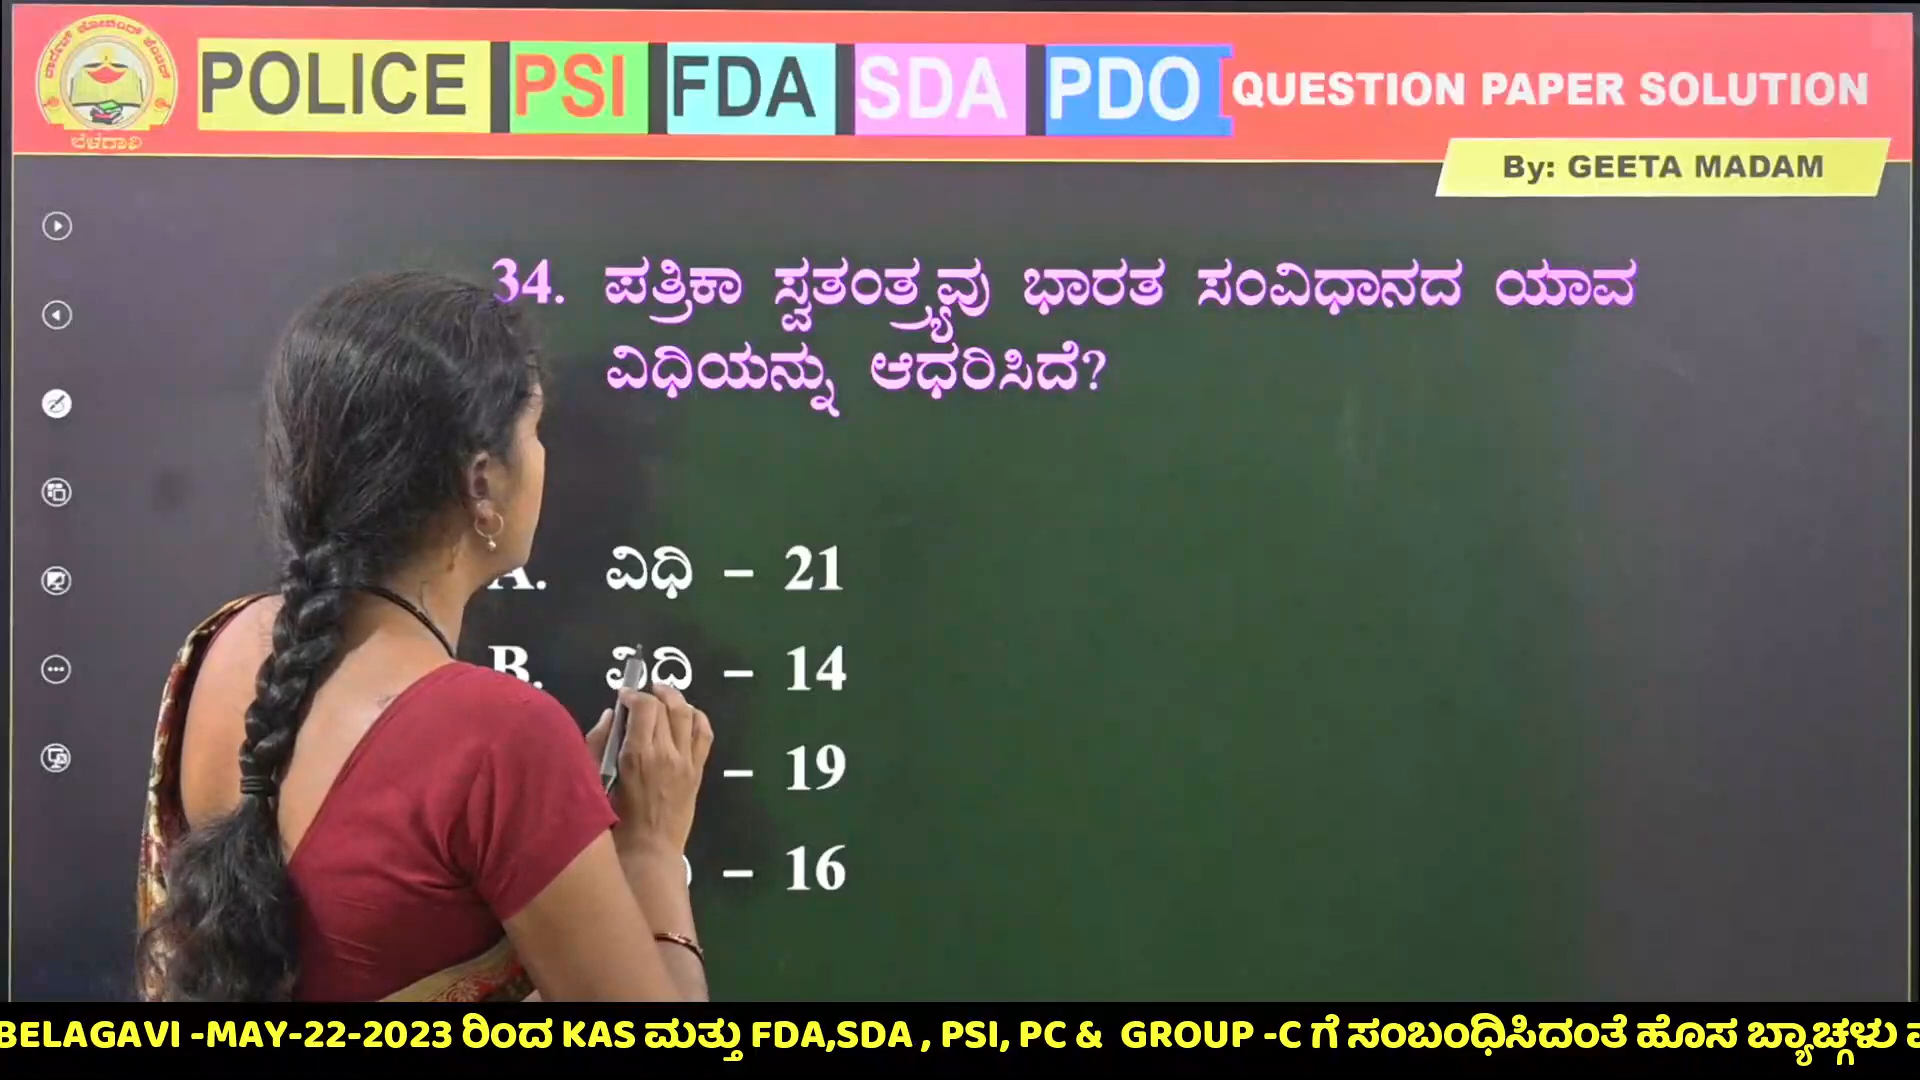 ಬೆಳಗಾವಿ
POLICE PSI FDA SDA PDO QUESTION PAPER SOLUTION
By: GEETA MADAM
34. ಪತ್ರಿಕಾ ಸ್ವತಂತ್ರ್ಯವು ಭಾರತ ಸಂವಿಧಾನದ ಯಾವ
ವಿಧಿಯನ್ನು ಆಧರಿಸಿದೆ?
A. ವಿಧಿ – 21
B. ವಿಧಿ – 14
– 19
– 16
BELAGAVI -MAY-22-2023 ರಿಂದ KAS ಮತ್ತು FDA,SDA , PSI, PC & GROUP -C ಗೆ ಸಂಬಂಧಿಸಿದಂತೆ ಹೊಸ ಬ್ಯಾಚ್ಗಳು